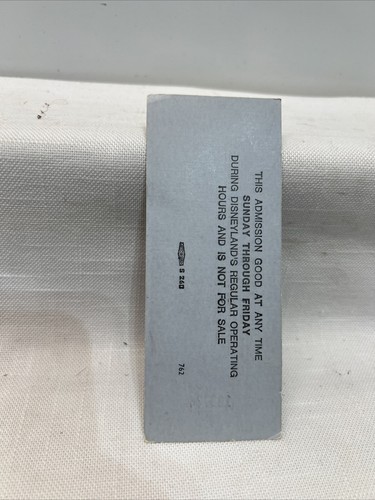 THIS ADMISSION GOOD AT ANY TIME
SUNDAY THROUGH FRIDAY
DURING DISNEYLAND'S REGULAR OPERATING
HOURS AND IS NOT FOR SALE
762